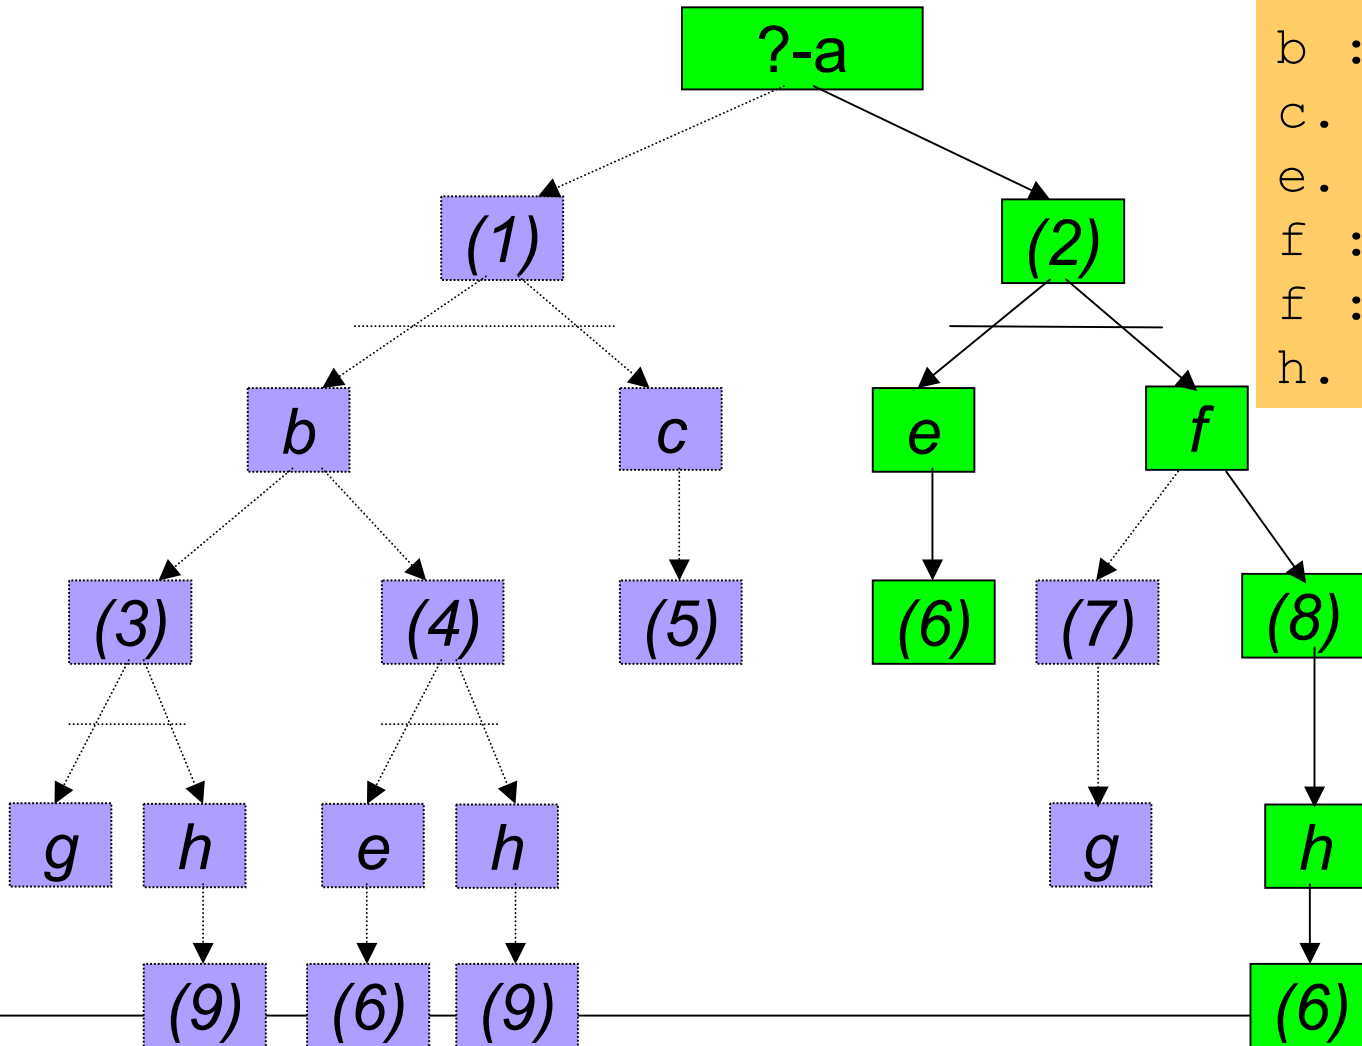 ?-a
b :
c.
e.
f :
f :
h.
(1)
(2)
b
c
e
f
(3)
(4)
(5)
(6)
(7)
(8)
g
h
e
h
g
h
(9)
(6)
(9)
(6)